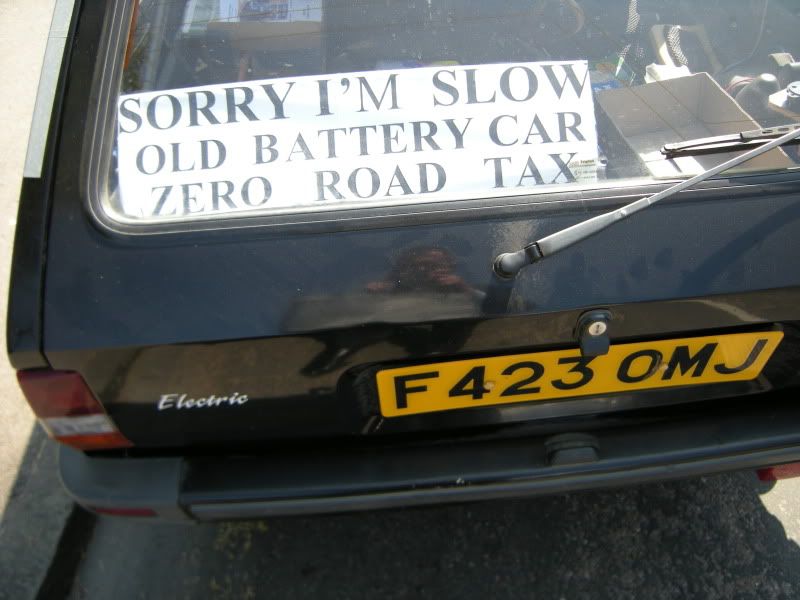 SORRY I'M SLOW
OLD BATTERY CAR
ZERO ROAD TAX
Electric
F423 OMJ